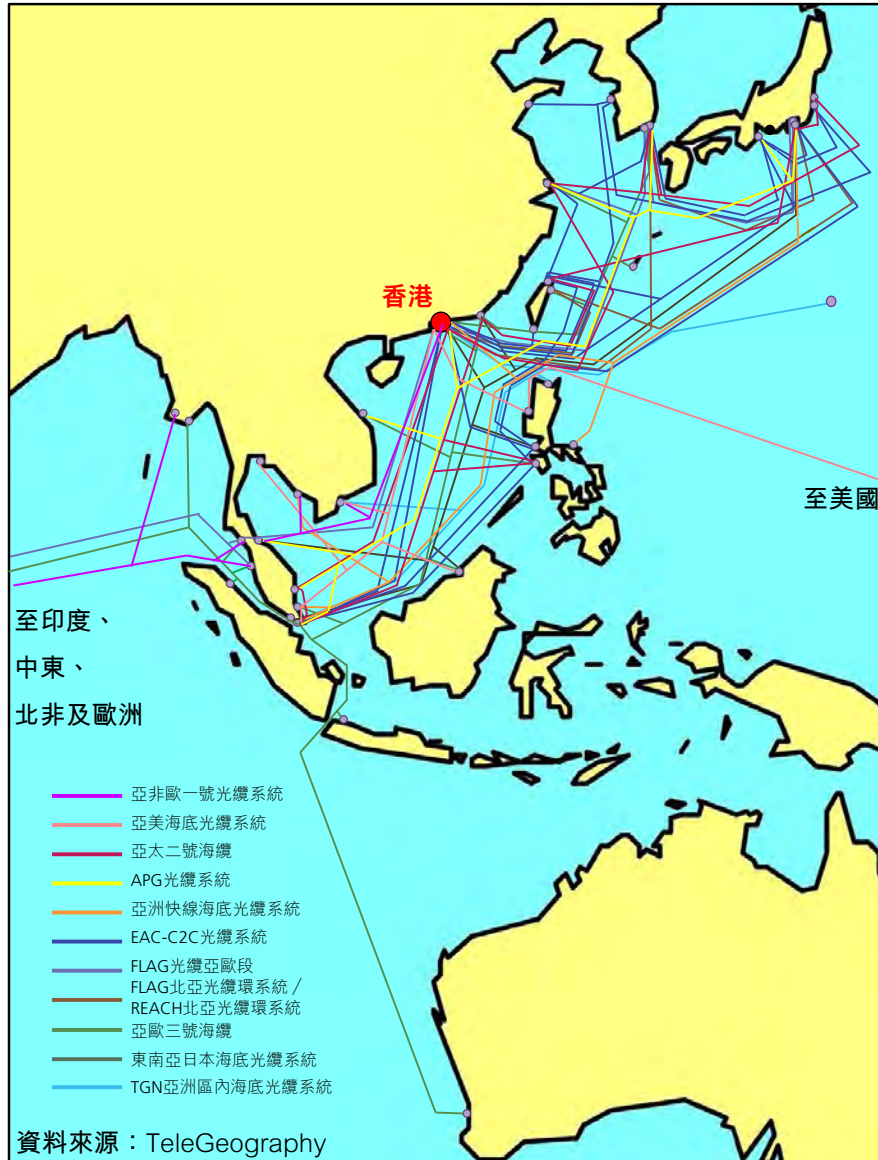 香港
至美國
至印度、
中東、
北非及歐洲
亞非歐一號光纜系統
亞美海底光纜系統
亞太二號海纜
APG光纜系統
亞洲快線海底光纜系統
EAC-C2C光纜系統
FLAG光纜亞歐段
FLAG北亞光纜環系統／
REACH北亞光纜環系統
亞歐三號海纜
東南亞日本海底光纜系統
TGN亞洲區內海底光纜系統
資料來源：TeleGeography